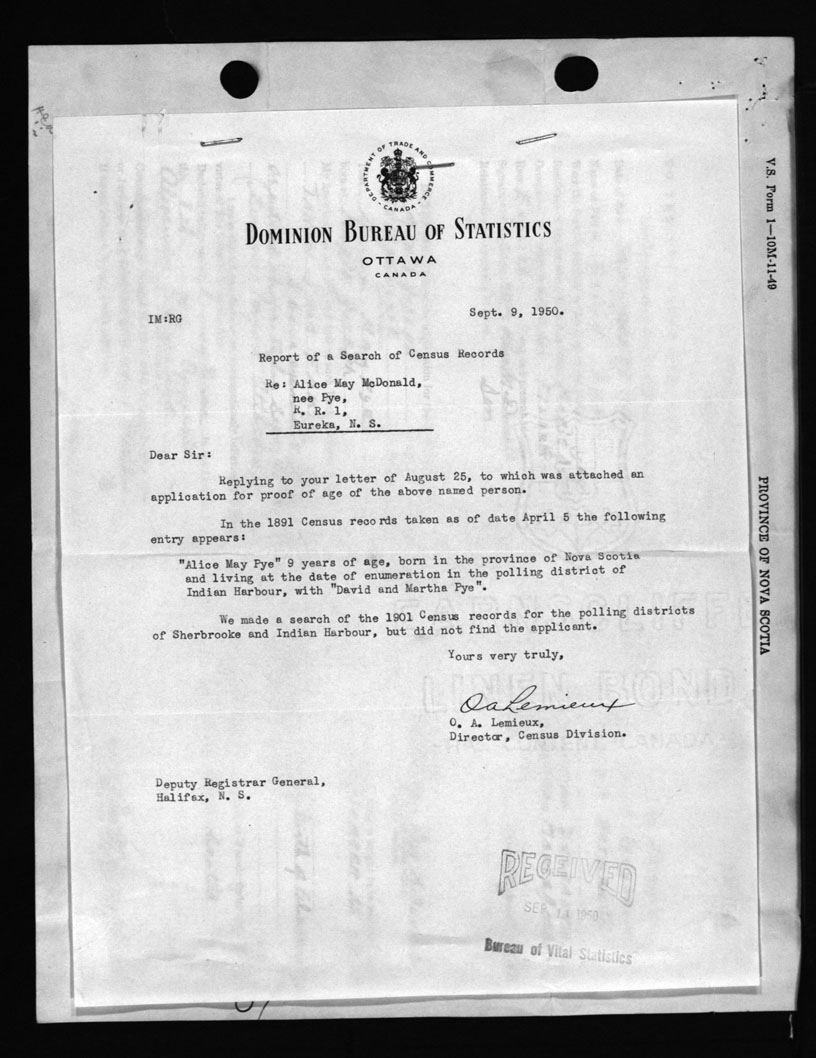 DEPARTMENT OF TRADE AND COMMERCE
- CANADA -
DOMINION BUREAU OF STATISTICS
OTTAWA
CANADA
IM:RG
Sept. 9, 1950.
Report of a Search of Census Records
Re: Alice May McDonald,
nee Pye,
R. R. 1,
Eureka, N. S.
Dear Sir:
Replying to your letter of August 25, to which was attached an
application for proof of age of the above named person.
In the 1891 Census records taken as of date April 5 the following
entry appears:
"Alice May Pye" 9 years of age, born in the province of Nova Scotia
and living at the date of enumeration in the polling district of
Indian Harbour, with "David and Martha Pye".
We made a search of the 1901 Census records for the polling districts
of Sherbrooke and Indian Harbour, but did not find the applicant.
Yours very truly,
O A Lemieux
O. A. Lemieux,
Director, Census Division.
Deputy Registrar General,
Halifax, N. S.
RECEIVED
SEP 11 1950
Bureau of Vital Statistics
V.S. Form 1—10M-11-49
PROVINCE OF NOVA SCOTIA